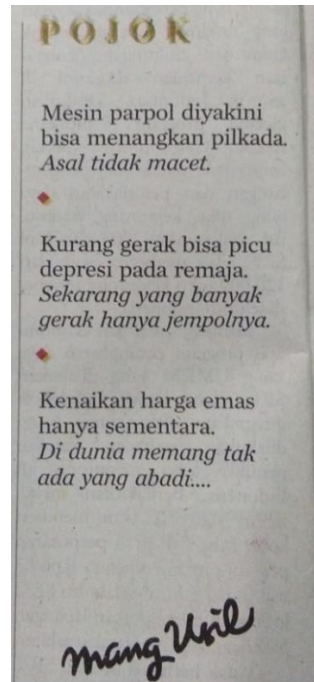 POJOK
Mesin parpol diyakini
bisa menangkan pilkada.
Asal tidak macet.
Kurang gerak bisa picu
depresi pada remaja.
Sekarang yang banyak
gerak hanya jempolnya.
Kenaikan harga emas
hanya sementara.
Di dunia memang tak
ada yang abadi....
mang Usil